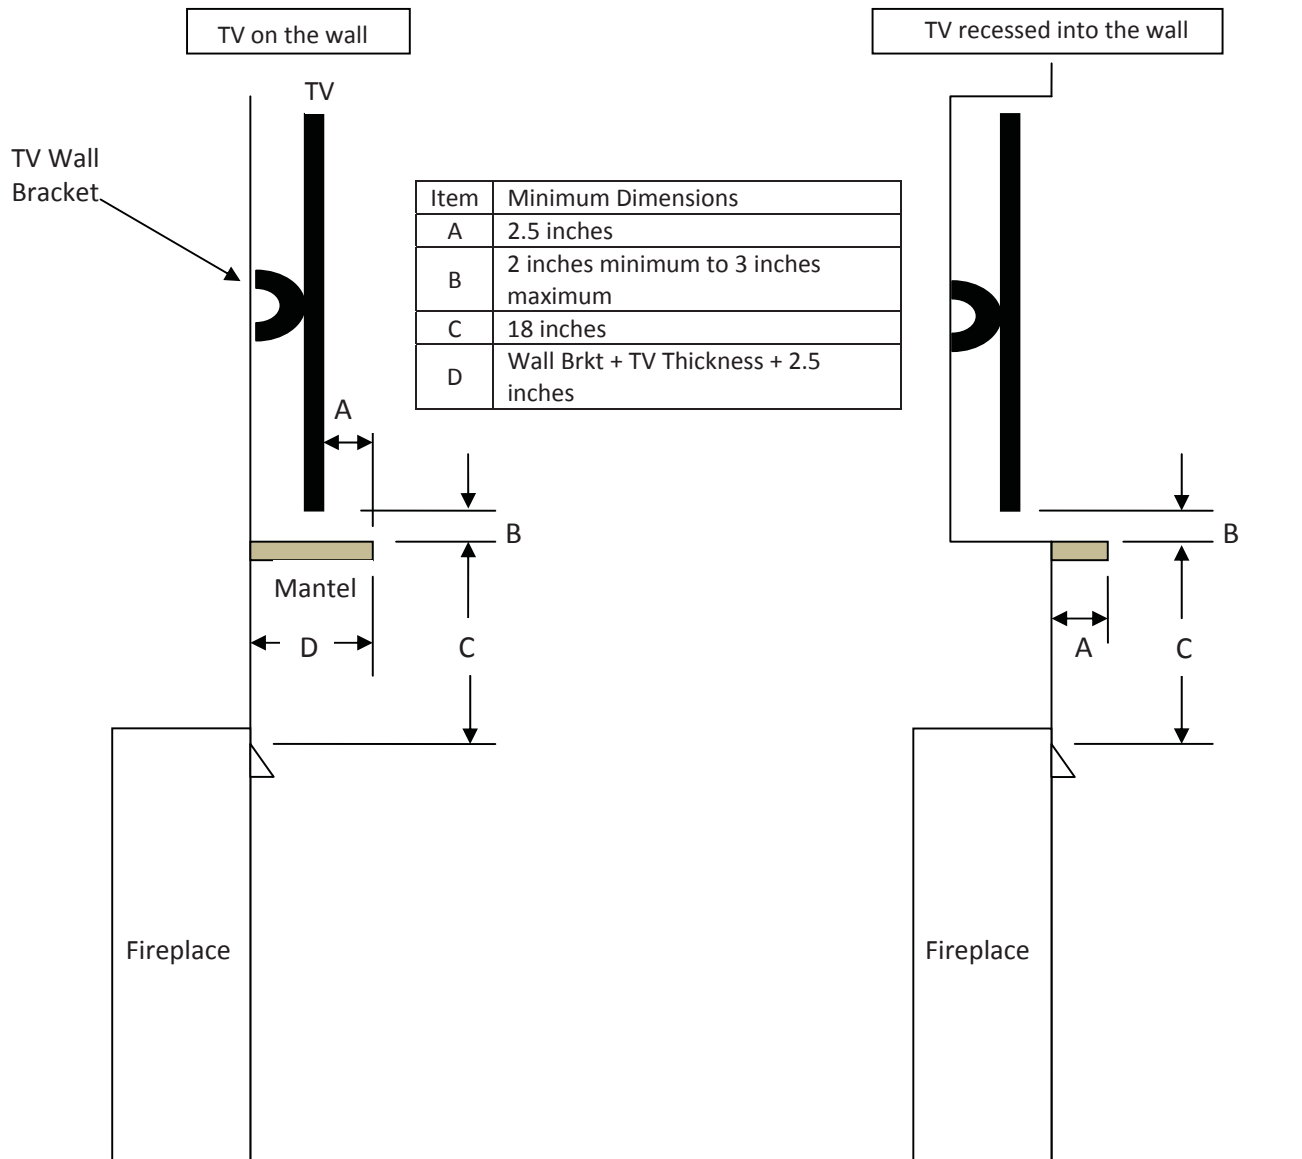 TV on the wall
TV recessed into the wall
TV
TV Wall
Bracket
Item Minimum Dimensions
A 2.5 inches
B 2 inches minimum to 3 inches
maximum
C 18 inches
D Wall Brkt + TV Thickness + 2.5
inches
A
B
Mantel
D
C
Fireplace
B
A
C
Fireplace